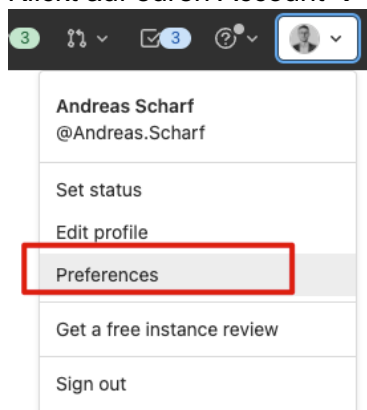 3
3
Andreas Scharf
@Andreas.Scharf
Set status
Edit profile
Preferences
Get a free instance review
Sign out